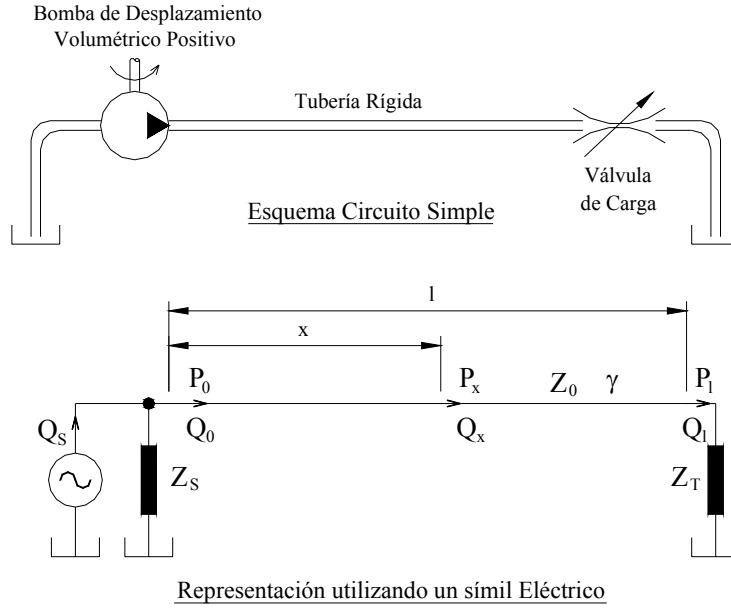 Bomba de Desplazamiento
Volumétrico Positivo
Tubería Rígida
Válvula
de Carga
Esquema Circuito Simple
l
x
P₀
Pₓ
Z₀
γ
Pₗ
Qₛ
Q₀
Qₓ
Qₗ
Zₛ
Z_T
Representación utilizando un símil Eléctrico